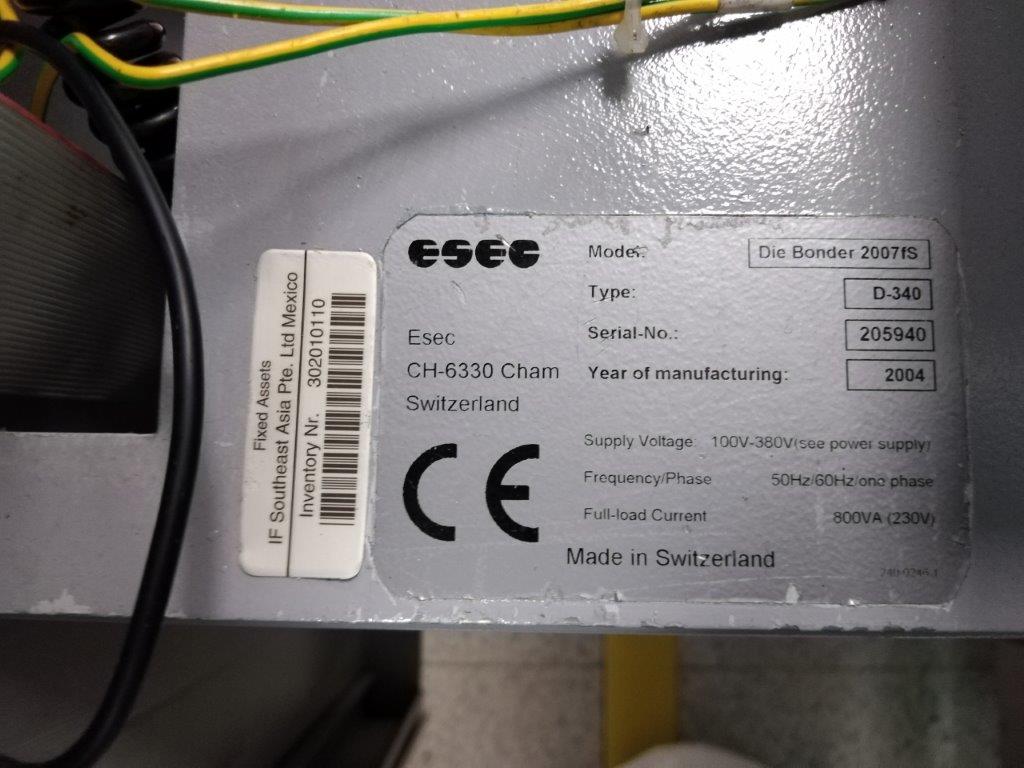 Fixed Assets
IF Southeast Asia Pte. Ltd Mexico
Inventory Nr. 302010110
esec
Esec
CH-6330 Cham
Switzerland
CE
Model: Die Bonder 2007fS
Type: D-340
Serial-No.: 205940
Year of manufacturing: 2004
Supply Voltage: 100V-380V(see power supply)
Frequency/Phase 50Hz/60Hz/one phase
Full-load Current 800VA (230V)
Made in Switzerland